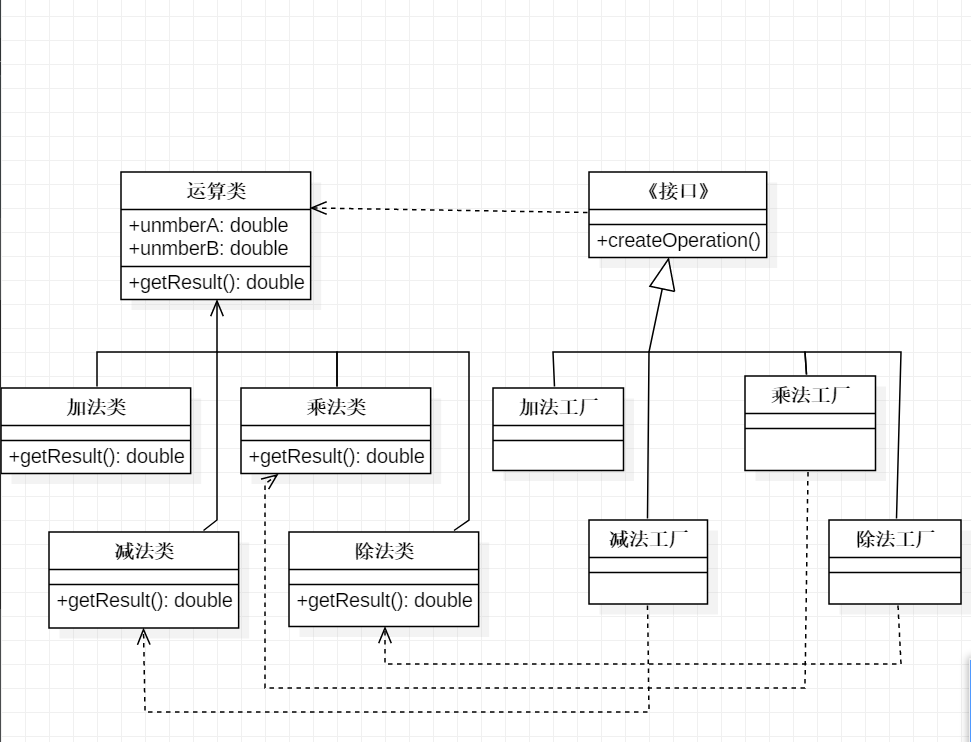 运算类
+unmberA: double
+unmberB: double
+getResult(): double
《接口》
+createOperation()
加法类
+getResult(): double
乘法类
+getResult(): double
加法工厂
乘法工厂
减法类
+getResult(): double
除法类
+getResult(): double
减法工厂
除法工厂